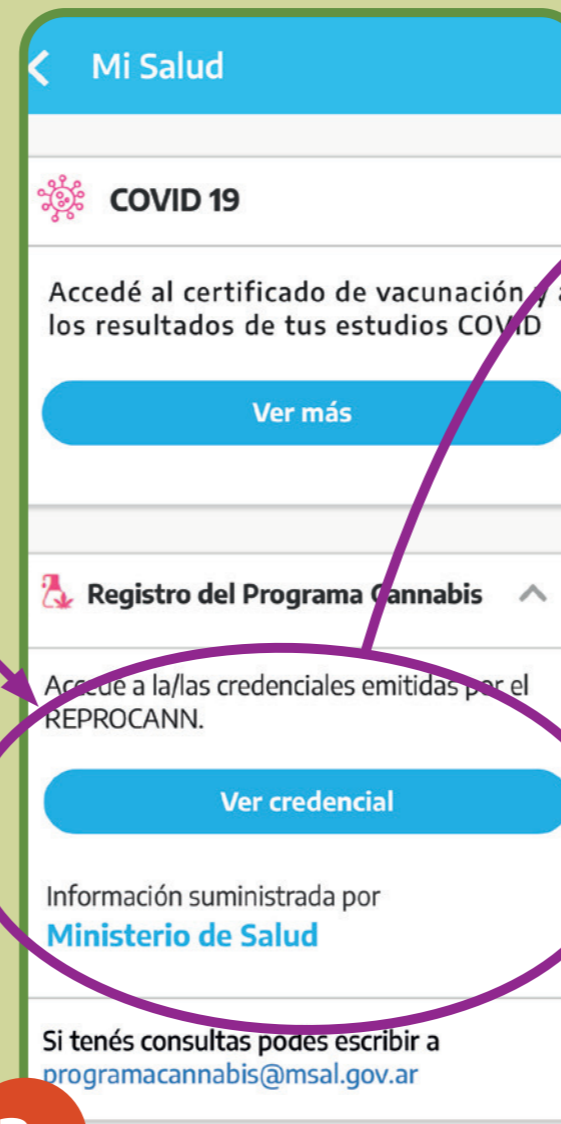 Mi Salud
COVID 19
Accedé al certificado de vacunación y a
los resultados de tus estudios COVID
Ver más
Registro del Programa Cannabis
Accede a la/las credenciales emitidas por el
REPROCANN.
Ver credencial
Información suministrada por
Ministerio de Salud
Si tenés consultas podes escribir a
programacannabis@msal.gov.ar